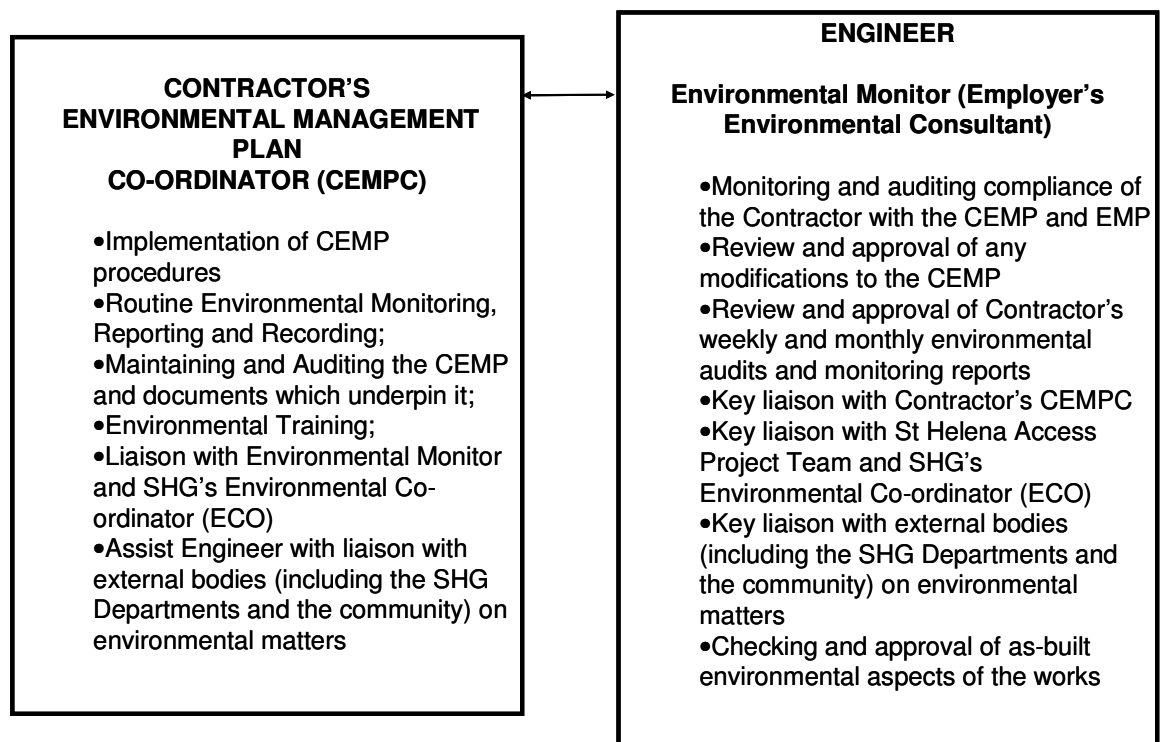 CONTRACTOR'S
ENVIRONMENTAL MANAGEMENT
PLAN
CO-ORDINATOR (CEMPC)
•Implementation of CEMP
procedures
•Routine Environmental Monitoring,
Reporting and Recording;
•Maintaining and Auditing the CEMP
and documents which underpin it;
•Environmental Training;
•Liaison with Environmental Monitor
and SHG's Environmental Co-
ordinator (ECO)
•Assist Engineer with liaison with
external bodies (including the SHG
Departments and the community) on
environmental matters
ENGINEER
Environmental Monitor (Employer's
Environmental Consultant)
•Monitoring and auditing compliance of
the Contractor with the CEMP and EMP
•Review and approval of any
modifications to the CEMP
•Review and approval of Contractor's
weekly and monthly environmental
audits and monitoring reports
•Key liaison with Contractor's CEMPC
•Key liaison with St Helena Access
Project Team and SHG's
Environmental Co-ordinator (ECO)
•Key liaison with external bodies
(including the SHG Departments and
the community) on environmental
matters
•Checking and approval of as-built
environmental aspects of the works